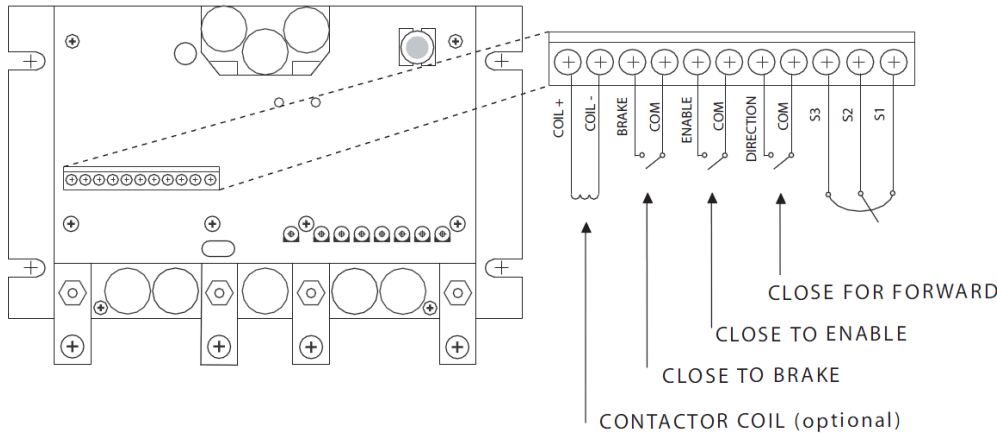 COIL +
COIL -
BRAKE
COM
ENABLE
COM
DIRECTION
COM
S3
S2
S1
CLOSE FOR FORWARD
CLOSE TO ENABLE
CLOSE TO BRAKE
CONTACTOR COIL (optional)